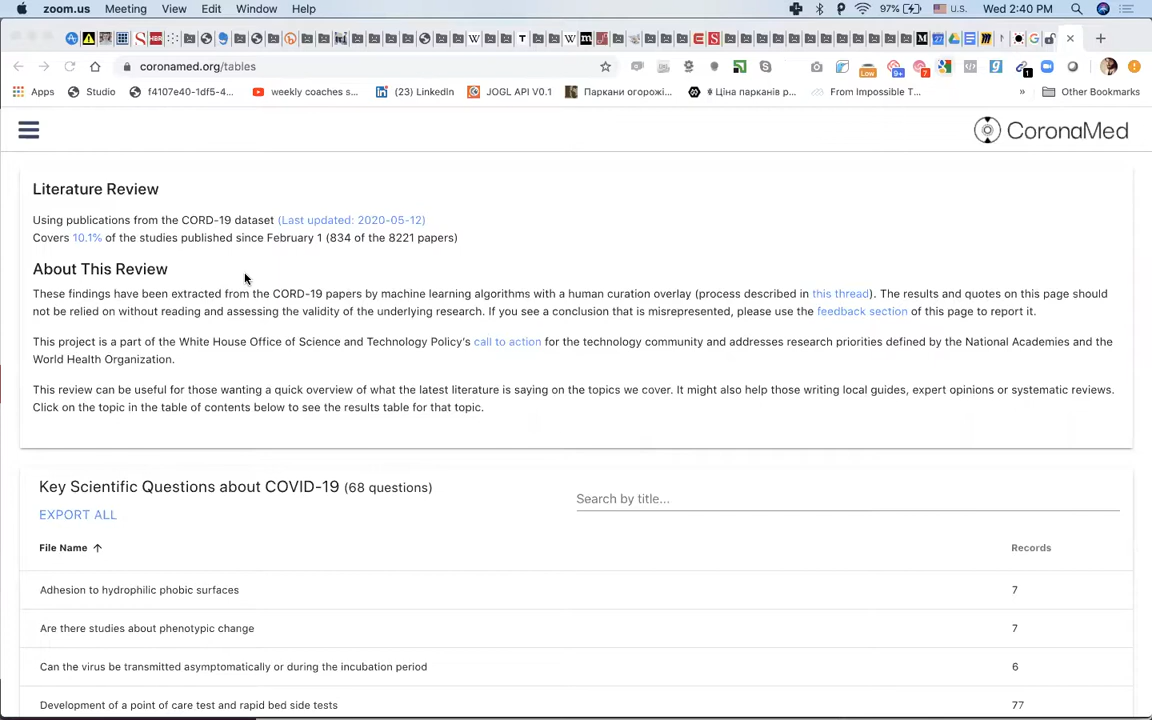 zoom.us Meeting View Edit Window Help 97% U.S. Wed 2:40 PM
coronamed.org/tables
Apps Studio f4107e40-1df5-4... weekly coaches s... (23) LinkedIn JOGL API V0.1 Паркани огорожі... Ціна парканів р... From Impossible T... » Other Bookmarks
CoronaMed
Literature Review
Using publications from the CORD-19 dataset (Last updated: 2020-05-12)
Covers 10.1% of the studies published since February 1 (834 of the 8221 papers)
About This Review
These findings have been extracted from the CORD-19 papers by machine learning algorithms with a human curation overlay (process described in this thread). The results and quotes on this page should
not be relied on without reading and assessing the validity of the underlying research. If you see a conclusion that is misrepresented, please use the feedback section of this page to report it.
This project is a part of the White House Office of Science and Technology Policy's call to action for the technology community and addresses research priorities defined by the National Academies and the
World Health Organization.
This review can be useful for those wanting a quick overview of what the latest literature is saying on the topics we cover. It might also help those writing local guides, expert opinions or systematic reviews.
Click on the topic in the table of contents below to see the results table for that topic.
Key Scientific Questions about COVID-19 (68 questions)
Search by title...
EXPORT ALL
File Name Records
Adhesion to hydrophilic phobic surfaces 7
Are there studies about phenotypic change 7
Can the virus be transmitted asymptomatically or during the incubation period 6
Development of a point of care test and rapid bed side tests 77